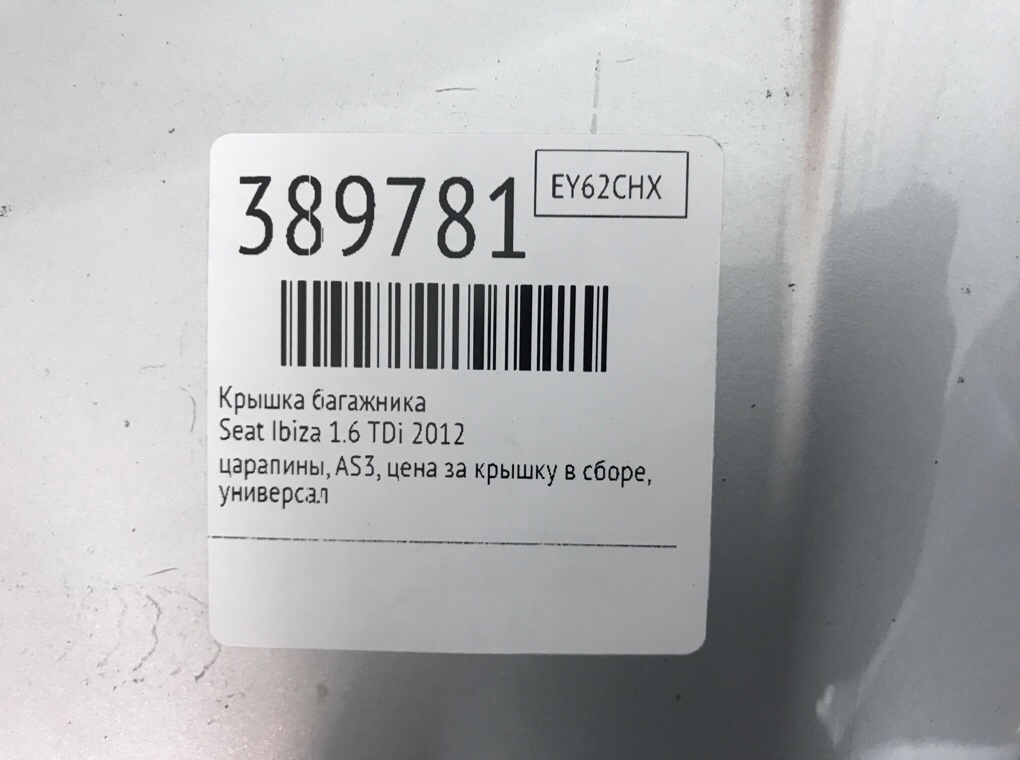 389781
EY62CHX
Крышка багажника
Seat Ibiza 1.6 TDi 2012
царапины, AS3, цена за крышку в сборе,
универсал